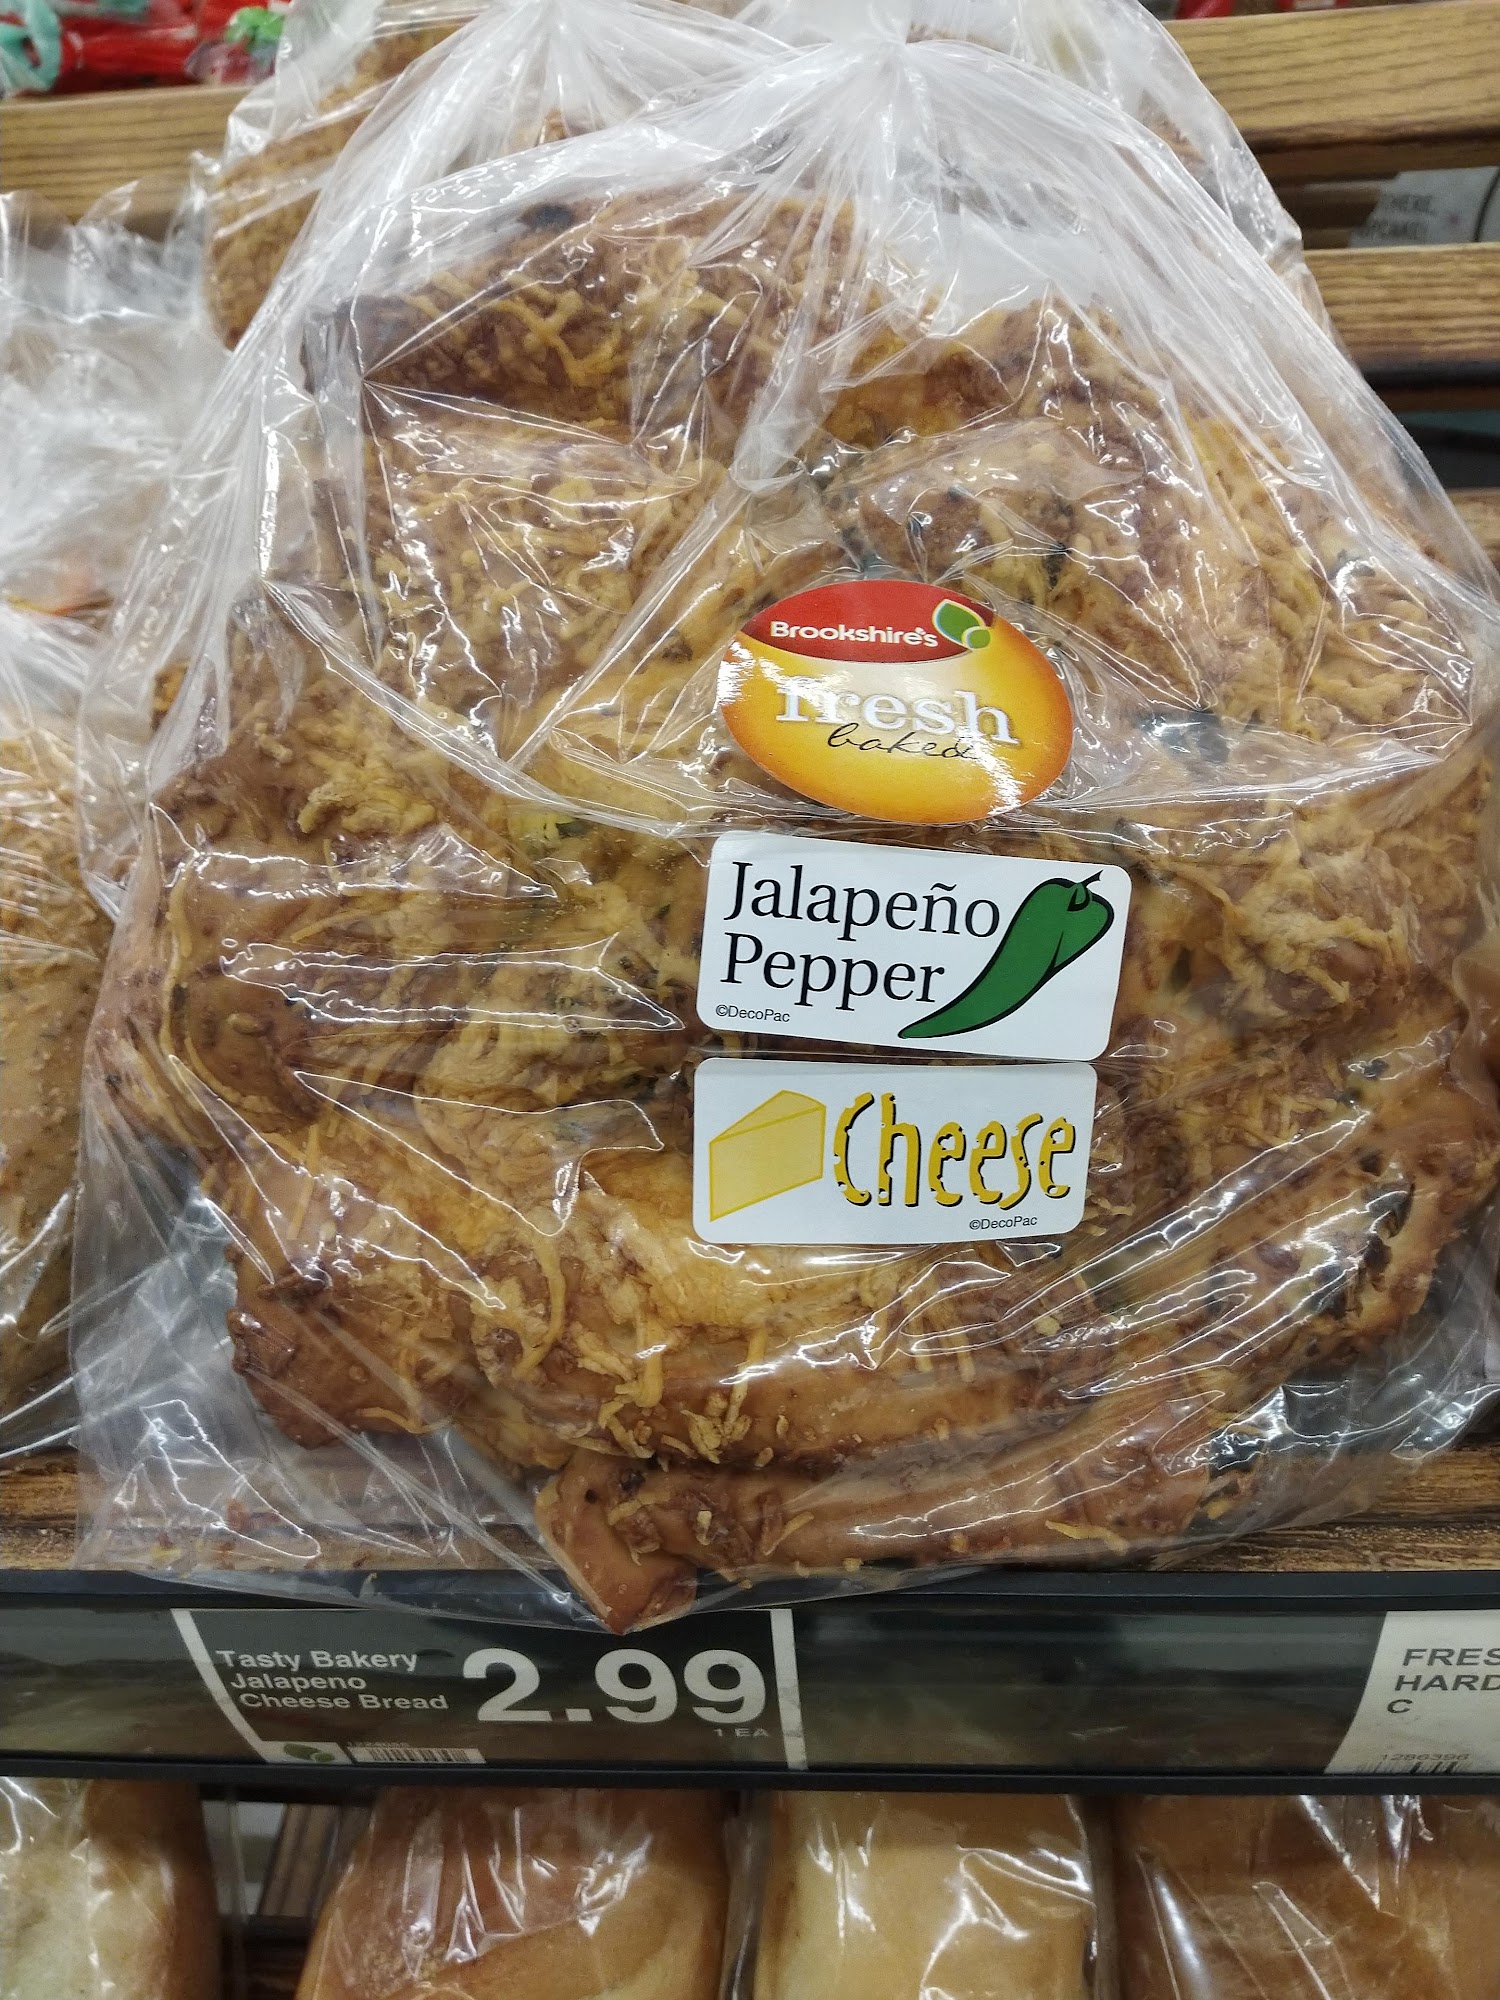 Brookshire's
fresh
baked
Jalapeño
Pepper
©DecoPac
Cheese
©DecoPac
Tasty Bakery
Jalapeno
Cheese Bread
2.99
1 EA
FRES
HARD
C
1286396